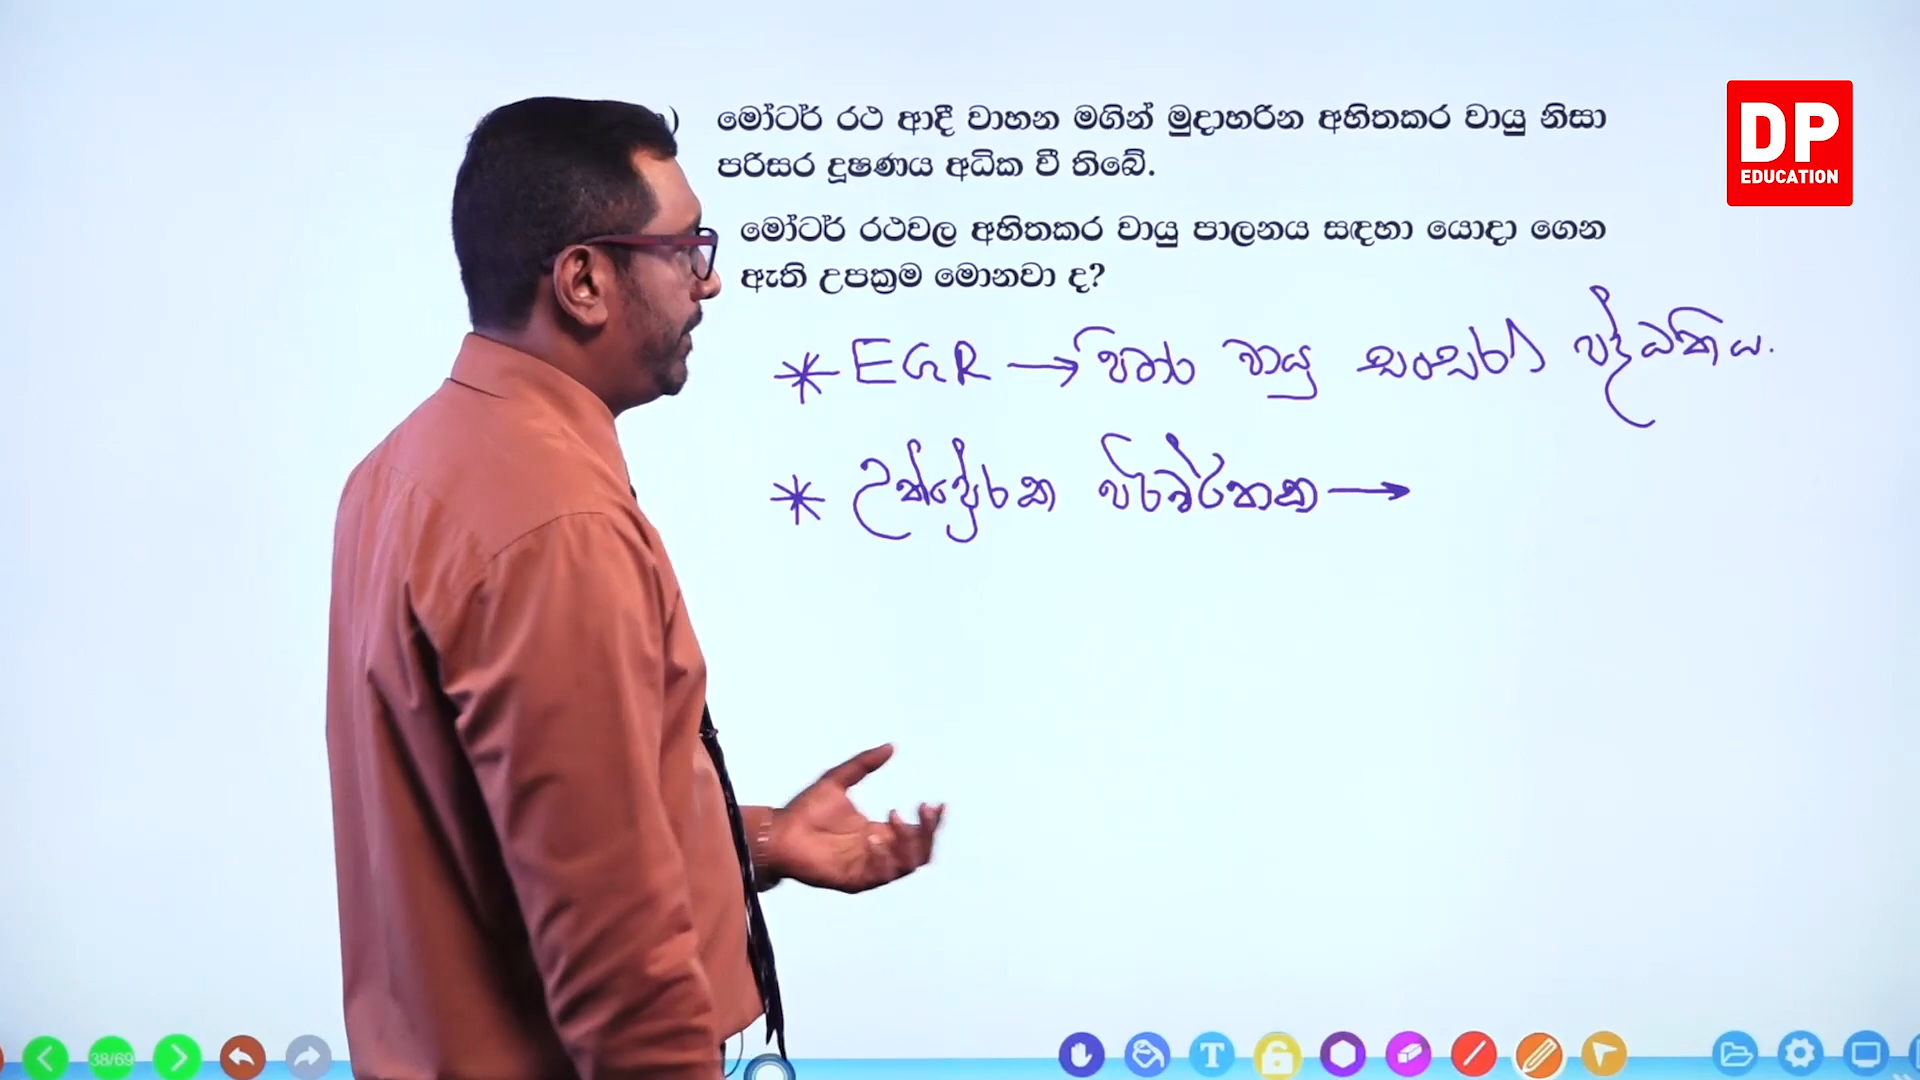 DP
EDUCATION
මෝටර් රථ ආදී වාහන මගින් මුදාහරින අහිතකර වායු නිසා
පරිසර දූෂණය අධික වී තිබේ.
මෝටර් රථවල අහිතකර වායු පාලනය සඳහා යොදා ගෙන
ඇති උපක්‍රම මොනවා ද?
* EGR → පිටාර වායු සංසරණ පද්ධතිය.
* උත්ප්‍රේරක පරිවර්තක →
38/69
T